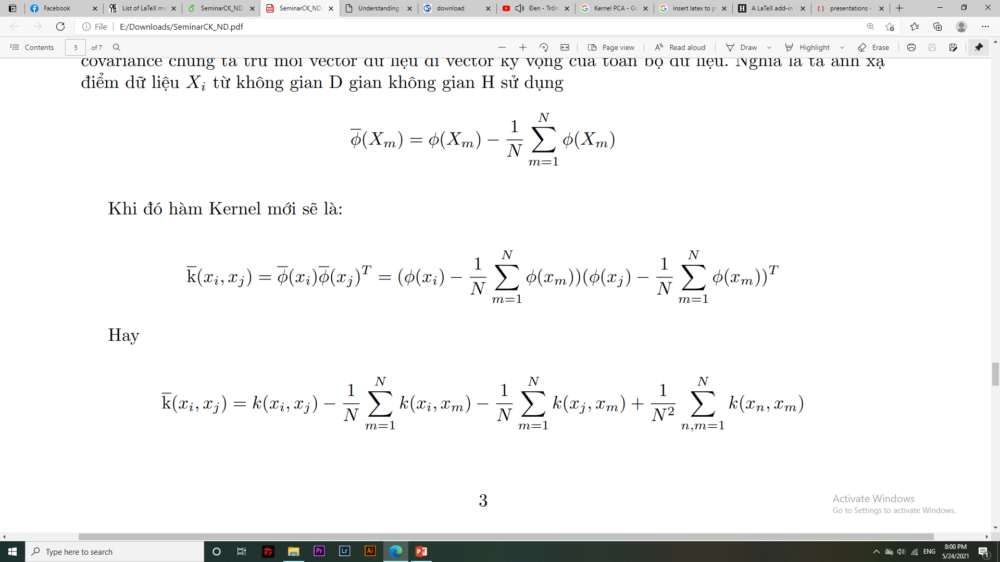 Facebook
List of LaTeX ma
SeminarCK_ND
SeminarCK_ND.p
Understanding
download
Đen - Trốn
Kernel PCA - Go
insert latex to p
A LaTeX add-in
presentations -
File
E:/Downloads/SeminarCK_ND.pdf
Contents
5
of 7
Page view
Read aloud
Draw
Highlight
Erase
covariance chúng ta trừ mỗi vector dữ liệu đi vector kỳ vọng của toàn bộ dữ liệu. Nghĩa là ta ánh xạ
điểm dữ liệu X_i từ không gian D gian không gian H sử dụng
\overline{\phi}(X_m) = \phi(X_m) - \frac{1}{N} \sum_{m=1}^{N} \phi(X_m)
Khi đó hàm Kernel mới sẽ là:
\overline{k}(x_i, x_j) = \overline{\phi}(x_i)\overline{\phi}(x_j)^T = (\phi(x_i) - \frac{1}{N} \sum_{m=1}^{N} \phi(x_m))(\phi(x_j) - \frac{1}{N} \sum_{m=1}^{N} \phi(x_m))^T
Hay
\overline{k}(x_i, x_j) = k(x_i, x_j) - \frac{1}{N} \sum_{m=1}^{N} k(x_i, x_m) - \frac{1}{N} \sum_{m=1}^{N} k(x_j, x_m) + \frac{1}{N^2} \sum_{n,m=1}^{N} k(x_n, x_m)
3
Activate Windows
Go to Settings to activate Windows.
Type here to search
Pr
Lr
Ai
ENG
8:00 PM
5/24/2021
1